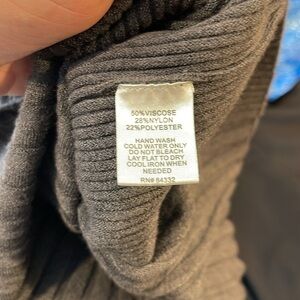 50%VISCOSE
28%NYLON
22%POLYESTER
HAND WASH
COLD WATER ONLY
DO NOT BLEACH
LAY FLAT TO DRY
COOL IRON WHEN
NEEDED
RN# 84332